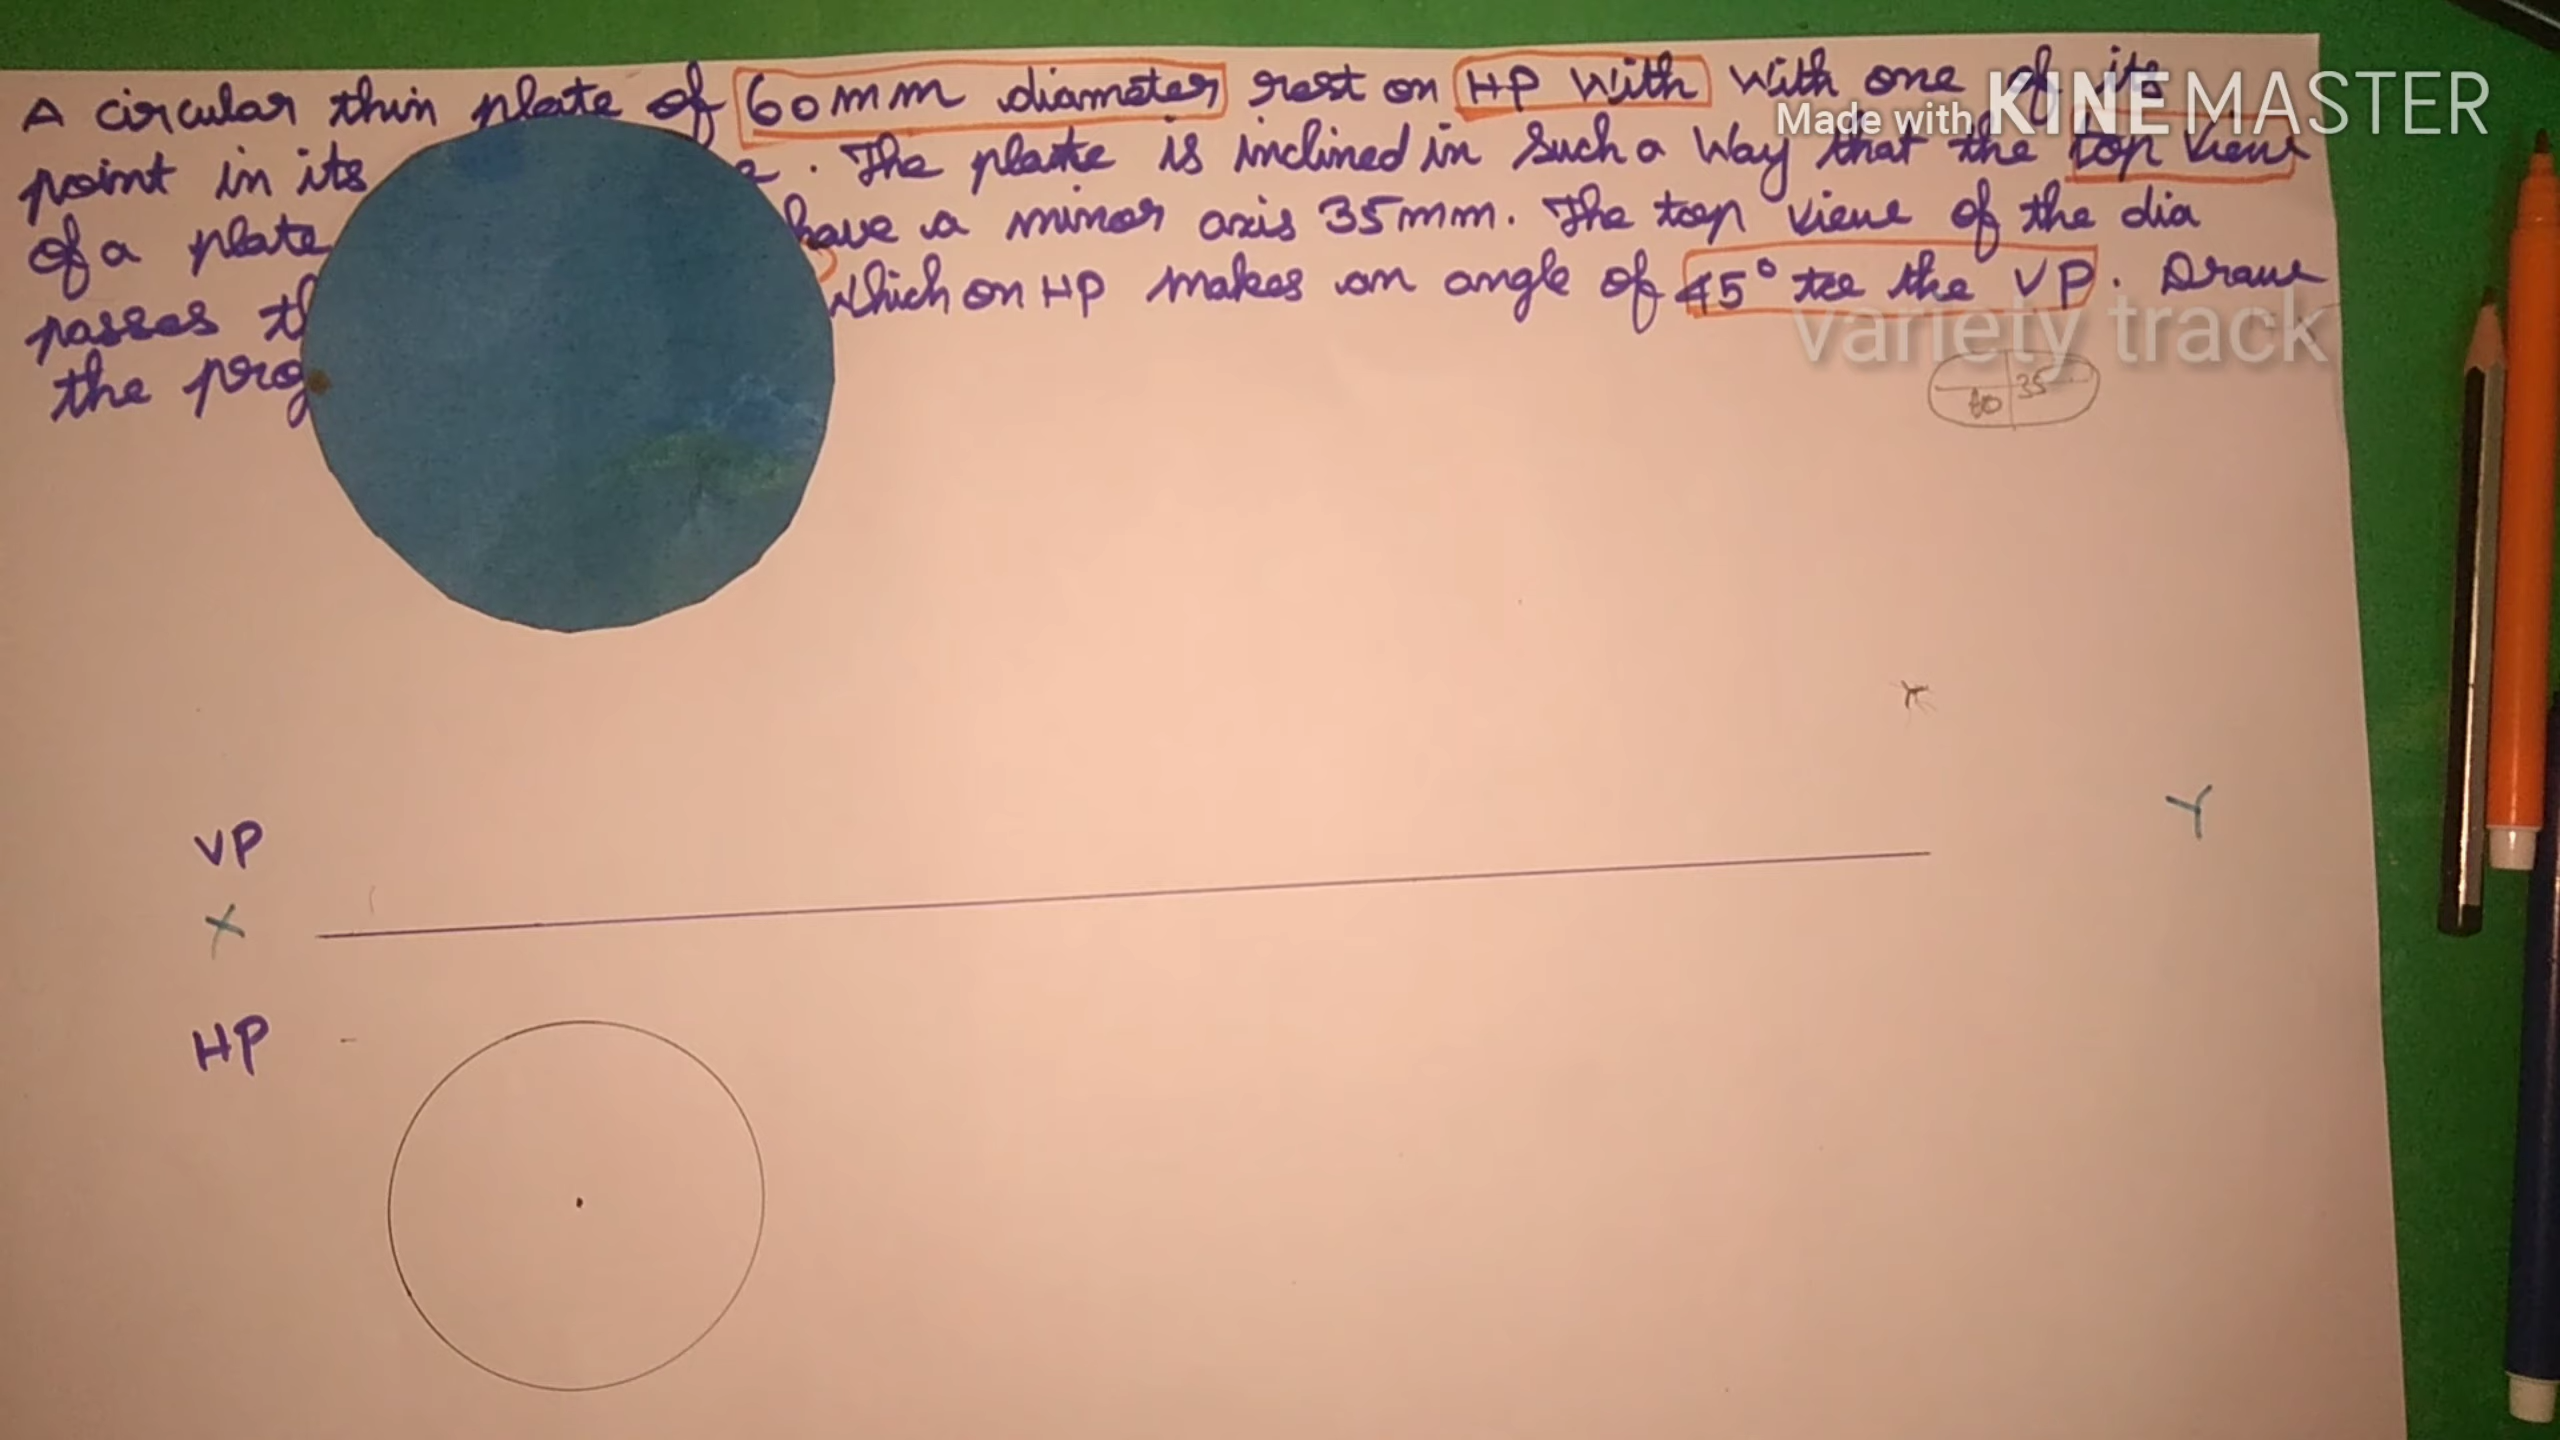 A circular thin plate of 60mm diameter rest on HP with with one of its
point in its . The plate is inclined in such a way that the top view
of a plate have a minor axis 35mm. The top view of the dia
passes which on HP makes an angle of 45° to the VP. Draw
the
Made with KINEMASTER
variety track
60 35
VP
X
Y
HP